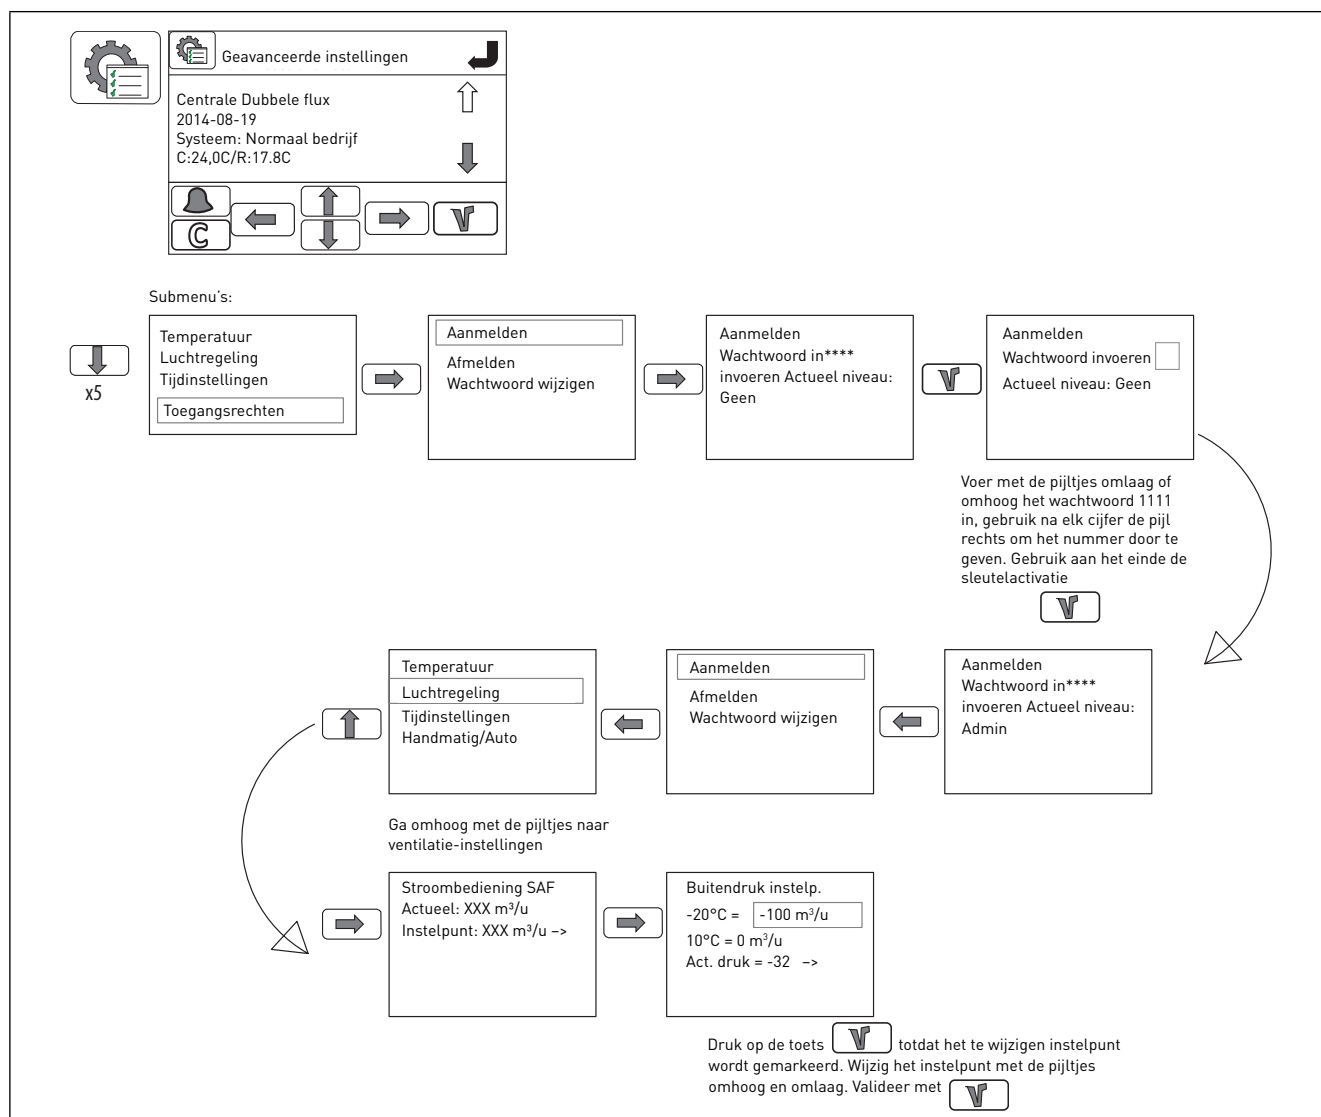 Geavanceerde instellingen
Centrale Dubbele flux
2014-08-19
Systeem: Normaal bedrijf
C:24,0C/R:17.8C
C
Submenu's:
x5
Temperatuur
Luchtregeling
Tijdinstellingen
Toegangsrechten
Aanmelden
Afmelden
Wachtwoord wijzigen
Aanmelden
Wachtwoord in****
invoeren Actueel niveau:
Geen
Aanmelden
Wachtwoord invoeren
Actueel niveau: Geen
Voer met de pijltjes omlaag of
omhoog het wachtwoord 1111
in, gebruik na elk cijfer de pijl
rechts om het nummer door te
geven. Gebruik aan het einde de
sleutelactivatie
Temperatuur
Luchtregeling
Tijdinstellingen
Handmatig/Auto
Aanmelden
Afmelden
Wachtwoord wijzigen
Aanmelden
Wachtwoord in****
invoeren Actueel niveau:
Admin
Ga omhoog met de pijltjes naar
ventilatie-instellingen
Stroombediening SAF
Actueel: XXX m³/u
Instelpunt: XXX m³/u –>
Buitendruk instelp.
-20°C = -100 m³/u
10°C = 0 m³/u
Act. druk = -32 –>
Druk op de toets totdat het te wijzigen instelpunt
wordt gemarkeerd. Wijzig het instelpunt met de pijltjes
omhoog en omlaag. Valideer met